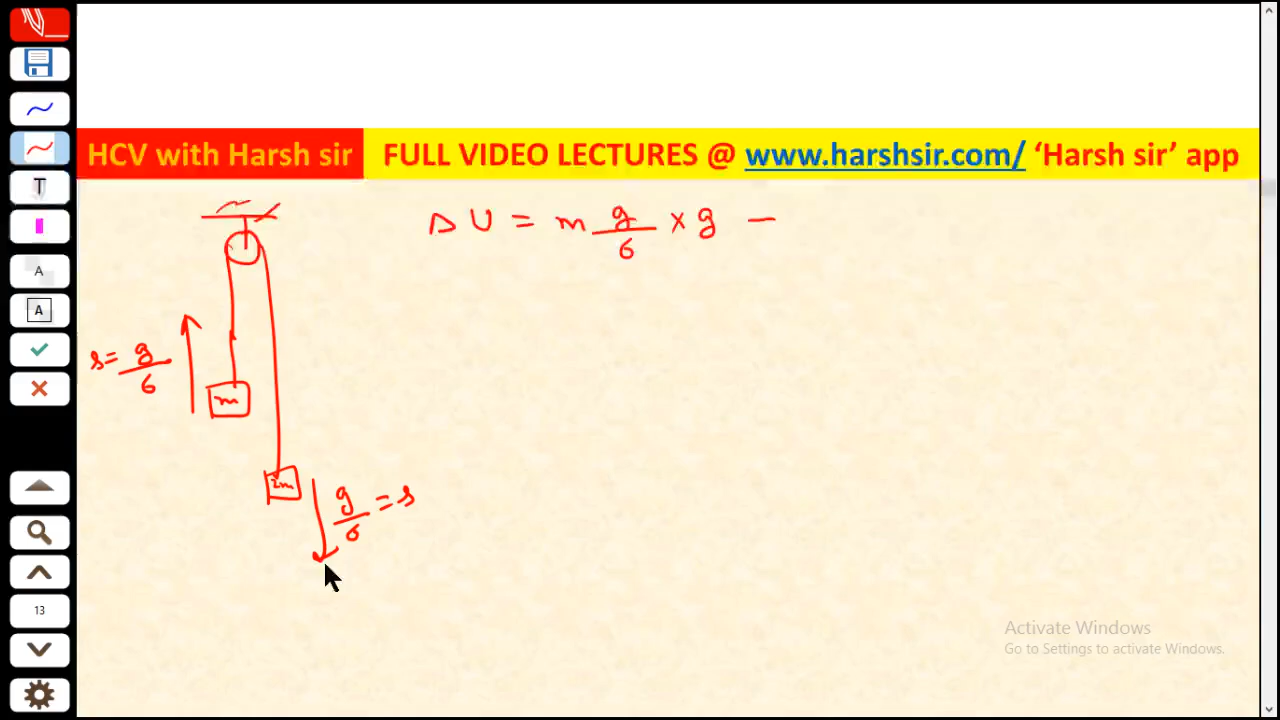 HCV with Harsh sir FULL VIDEO LECTURES @ www.harshsir.com/ ‘Harsh sir’ app
ΔU = m g/6 × g —
s = g/6
m
2m
g/6 = s
T
A
A
13
Activate Windows
Go to Settings to activate Windows.